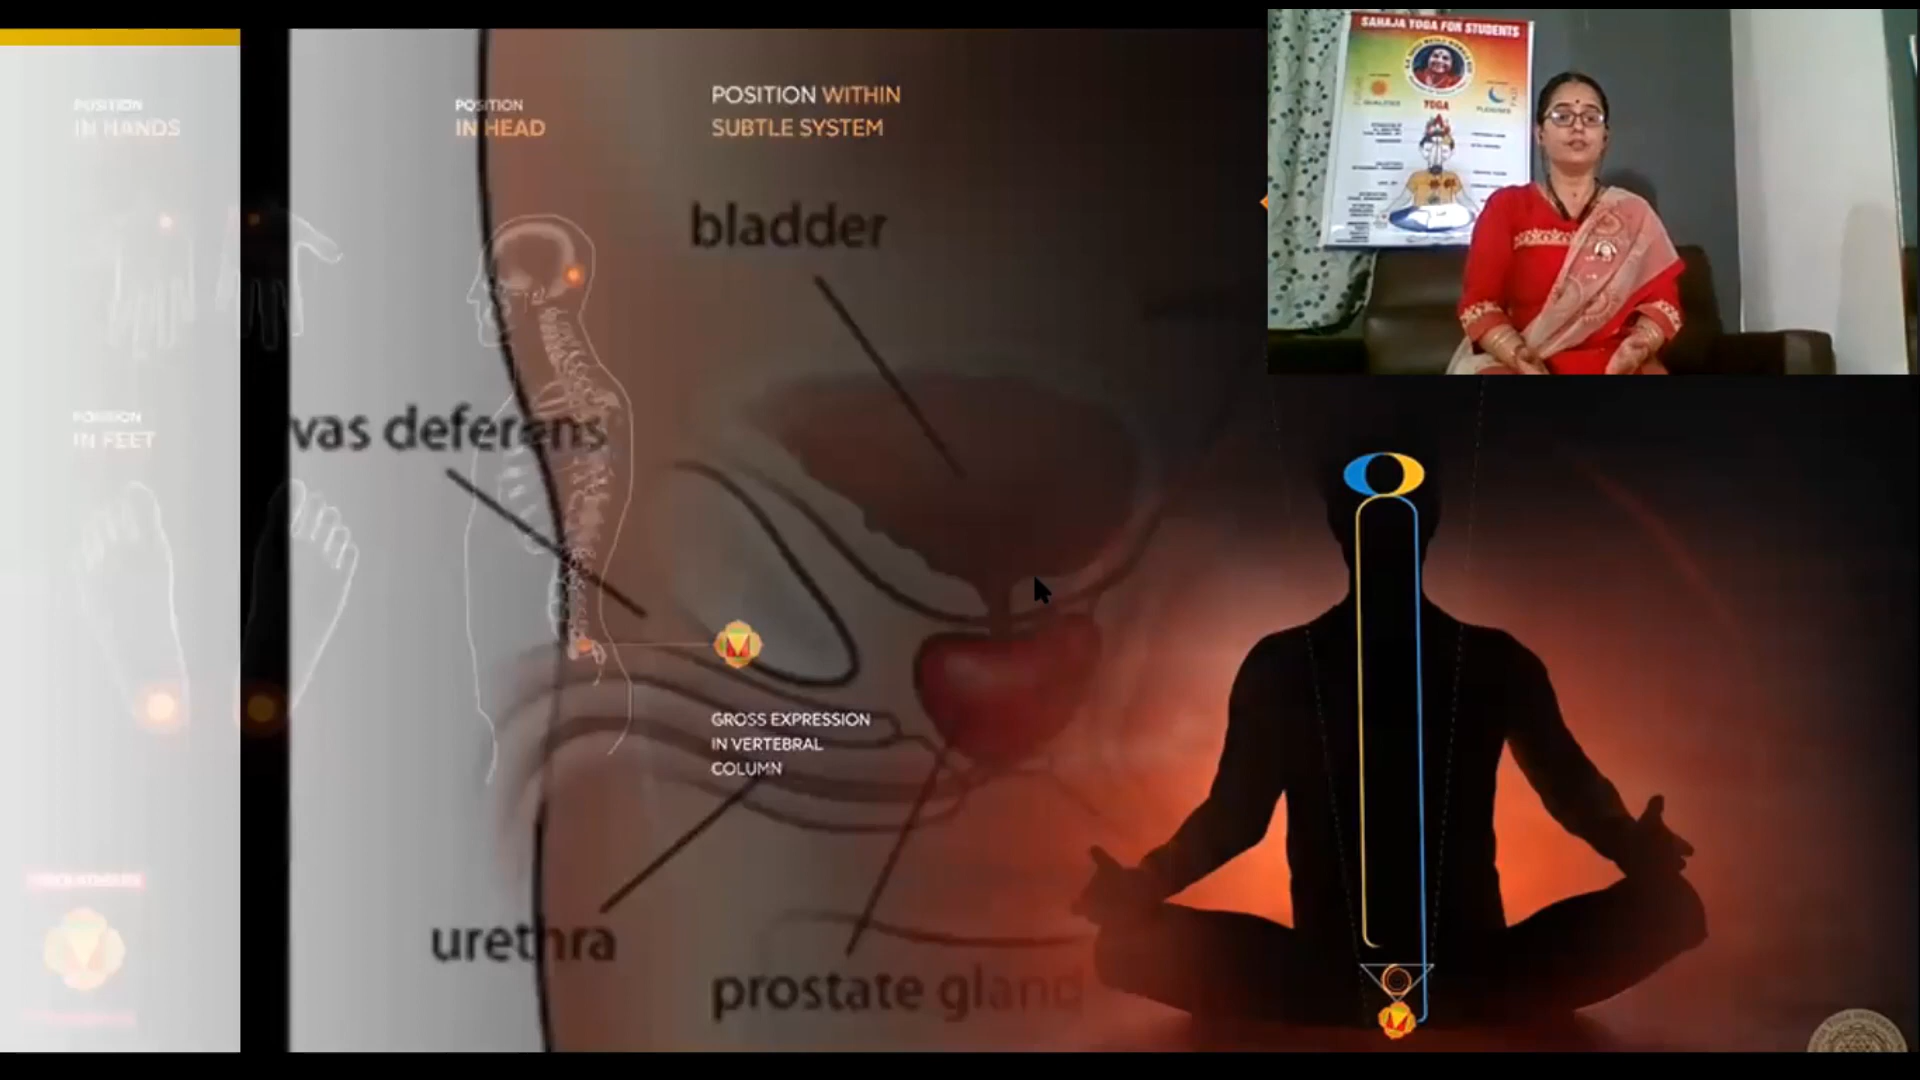 POSITION
IN HANDS
POSITION
IN HEAD
POSITION WITHIN
SUBTLE SYSTEM
bladder
POSITION
IN FEET
vas deferens
GROSS EXPRESSION
IN VERTEBRAL
COLUMN
urethra
prostate gland
SAHAJA YOGA FOR STUDENTS
QUALITIES
YOGA